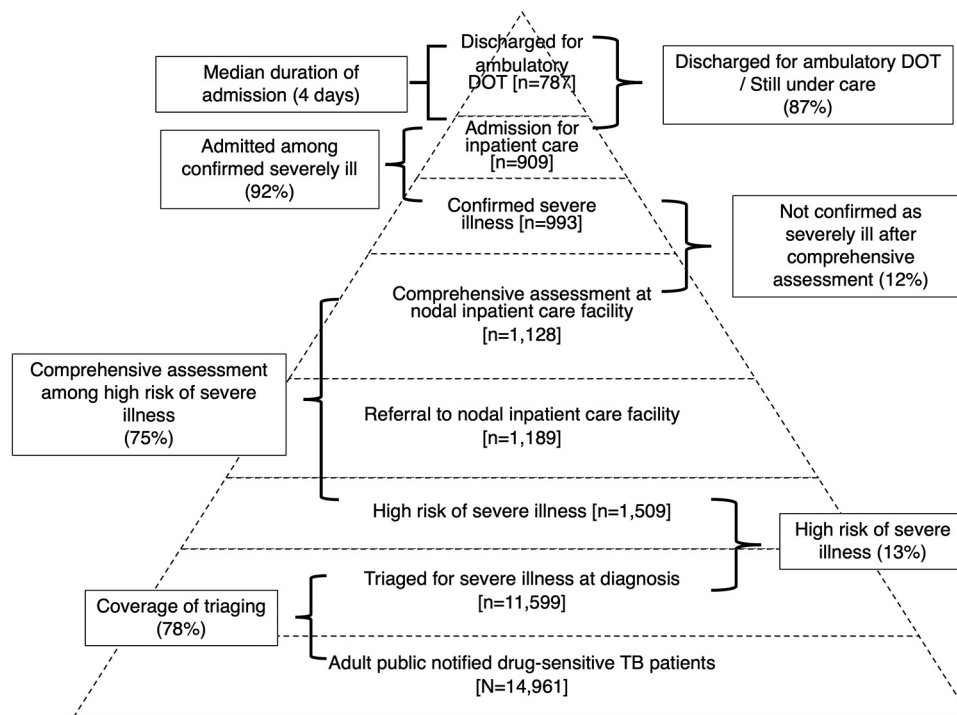 Discharged for
ambulatory
DOT [n=787]
Median duration of
admission (4 days)
Discharged for ambulatory DOT
/ Still under care
(87%)
Admission for
inpatient care
[n=909]
Admitted among
confirmed severely ill
(92%)
Confirmed severe
illness [n=993]
Not confirmed as
severely ill after
comprehensive
assessment (12%)
Comprehensive assessment at
nodal inpatient care facility
[n=1,128]
Comprehensive assessment
among high risk of severe
illness
(75%)
Referral to nodal inpatient care facility
[n=1,189]
High risk of severe illness [n=1,509]
High risk of severe
illness (13%)
Triaged for severe illness at diagnosis
[n=11,599]
Coverage of triaging
(78%)
Adult public notified drug-sensitive TB patients
[N=14,961]